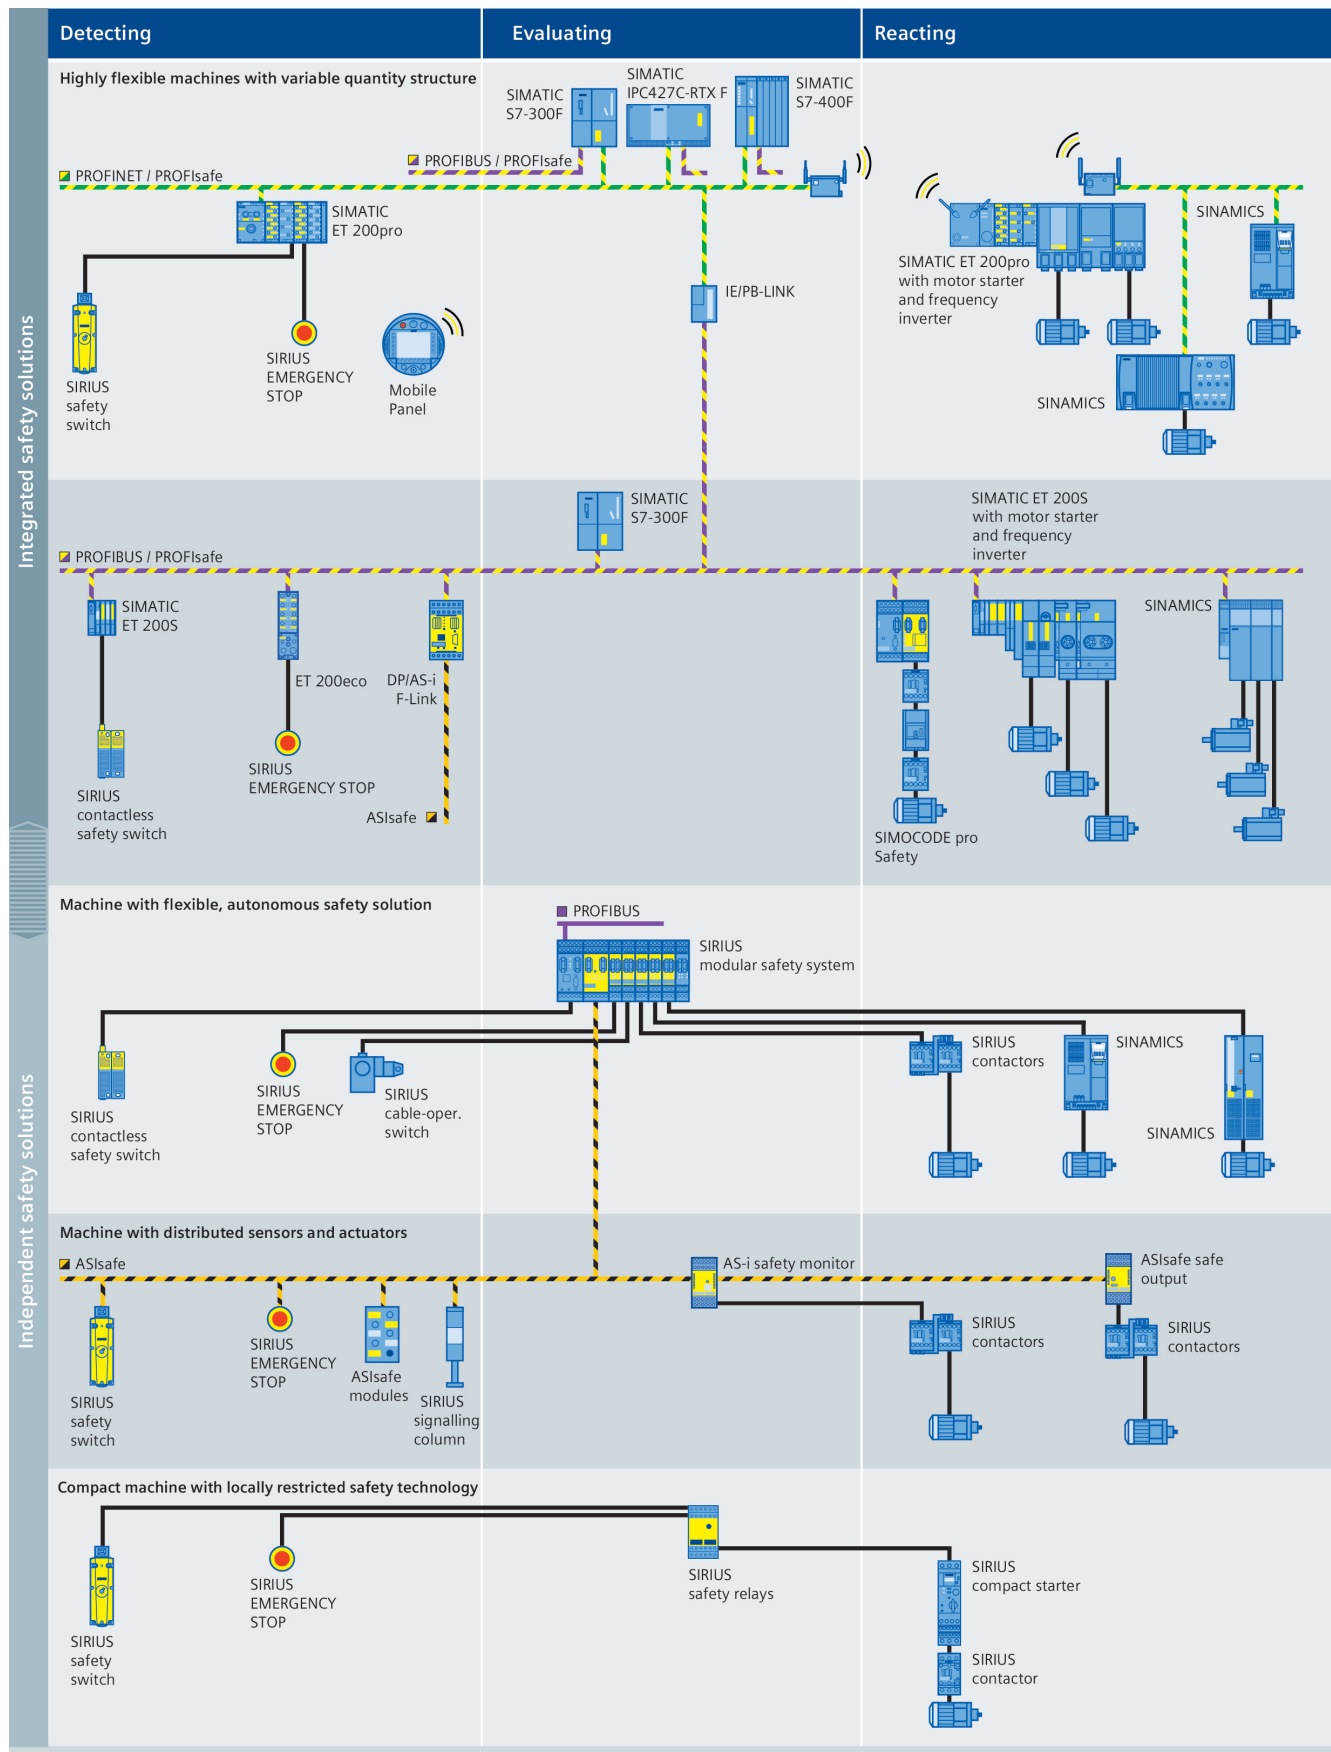 Detecting
Evaluating
Reacting
Integrated safety solutions
Independent safety solutions
Highly flexible machines with variable quantity structure
SIMATIC
S7-300F
SIMATIC
IPC427C-RTX F
SIMATIC
S7-400F
PROFIBUS / PROFIsafe
PROFINET / PROFIsafe
SIMATIC
ET 200pro
SIRIUS
safety
switch
SIRIUS
EMERGENCY
STOP
Mobile
Panel
IE/PB-LINK
SIMATIC ET 200pro
with motor starter
and frequency
inverter
SINAMICS
SINAMICS
SIMATIC
S7-300F
SIMATIC ET 200S
with motor starter
and frequency
inverter
PROFIBUS / PROFIsafe
SIMATIC
ET 200S
ET 200eco
DP/AS-i
F-Link
SINAMICS
SIRIUS
contactless
safety switch
SIRIUS
EMERGENCY STOP
ASIsafe
SIMOCODE pro
Safety
Machine with flexible, autonomous safety solution
PROFIBUS
SIRIUS
modular safety system
SIRIUS
contactless
safety switch
SIRIUS
EMERGENCY
STOP
SIRIUS
cable-oper.
switch
SIRIUS
contactors
SINAMICS
SINAMICS
Machine with distributed sensors and actuators
ASIsafe
AS-i safety monitor
ASIsafe safe
output
SIRIUS
safety
switch
SIRIUS
EMERGENCY
STOP
ASIsafe
modules
SIRIUS
signalling
column
SIRIUS
contactors
SIRIUS
contactors
Compact machine with locally restricted safety technology
SIRIUS
safety
switch
SIRIUS
EMERGENCY
STOP
SIRIUS
safety relays
SIRIUS
compact starter
SIRIUS
contactor